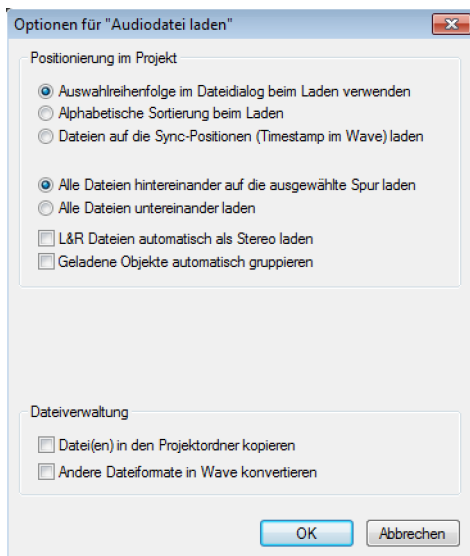 Optionen für "Audiodatei laden"
Positionierung im Projekt
Auswahlreihenfolge im Dateidialog beim Laden verwenden
Alphabetische Sortierung beim Laden
Dateien auf die Sync-Positionen (Timestamp im Wave) laden
Alle Dateien hintereinander auf die ausgewählte Spur laden
Alle Dateien untereinander laden
L&R Dateien automatisch als Stereo laden
Geladene Objekte automatisch gruppieren
Dateiverwaltung
Datei(en) in den Projektordner kopieren
Andere Dateiformate in Wave konvertieren
OK Abbrechen